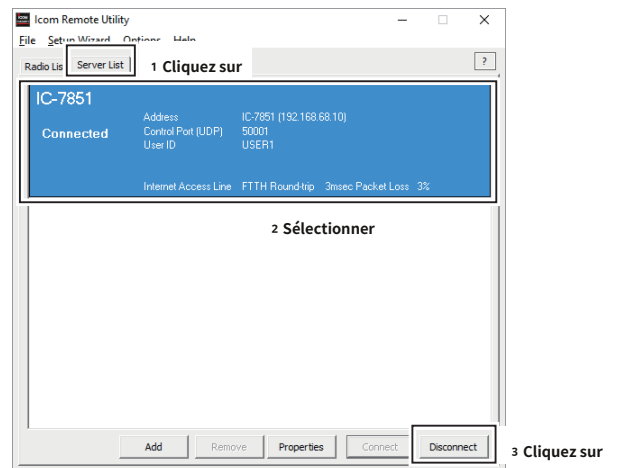 Icom Remote Utility
File Setup Wizard Options Help
Radio Lis Server List
1 Cliquez sur
?
IC-7851
Connected
Address IC-7851 (192.168.68.10)
Control Port (UDP) 50001
User ID USER1
Internet Access Line FTTH Round-trip 3msec Packet Loss 3%
2 Sélectionner
Add Remove Properties Connect Disconnect
3 Cliquez sur